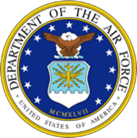 DEPARTMENT OF THE AIR FORCE
MCMXLVII
UNITED STATES OF AMERICA